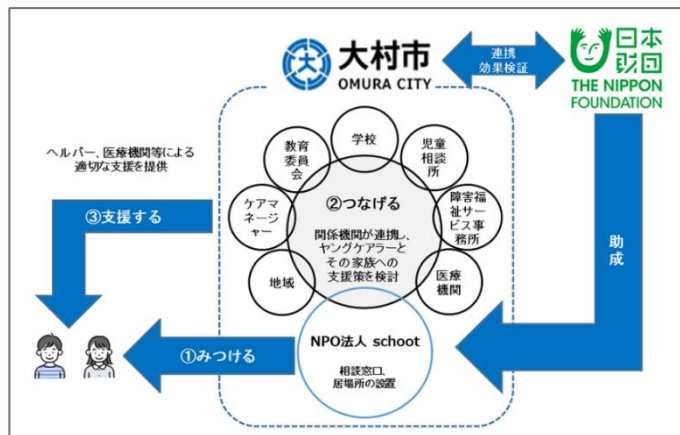 大村市
OMURA CITY
連携
効果検証
日本
財団
THE NIPPON
FOUNDATION
学校
教育
委員
会
児童
相談
所
ヘルパー、医療機関等による
適切な支援を提供
ケアマ
ネージ
ャー
②つなげる
関係機関が連携し、
ヤングケアラーと
その家族への
支援策を検討
障害福
祉サー
ビス事
務所
③支援する
地域
医療
機関
助成
①みつける
NPO法人 schoot
相談窓口、
居場所の設置